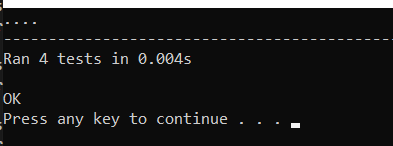 ....
----------------------------------------------
Ran 4 tests in 0.004s
OK
Press any key to continue . . .